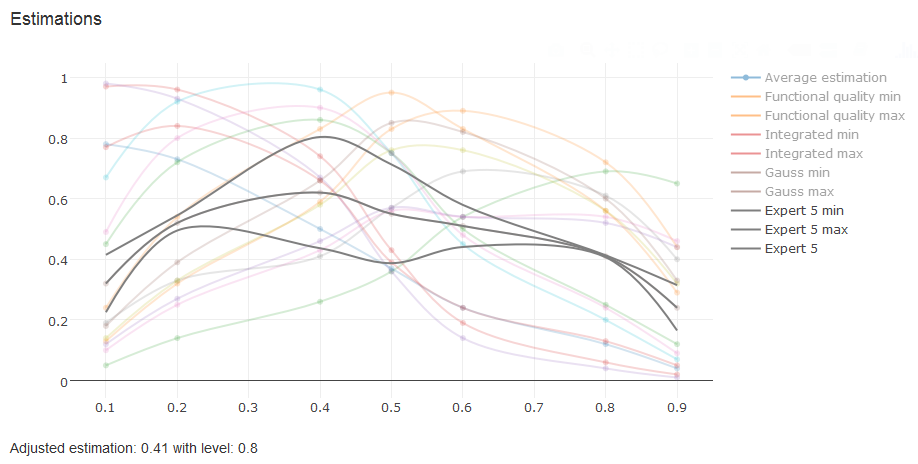 Estimations
1
0.8
0.6
0.4
0.2
0
0.1 0.2 0.3 0.4 0.5 0.6 0.7 0.8 0.9
Average estimation
Functional quality min
Functional quality max
Integrated min
Integrated max
Gauss min
Gauss max
Expert 5 min
Expert 5 max
Expert 5
Adjusted estimation: 0.41 with level: 0.8